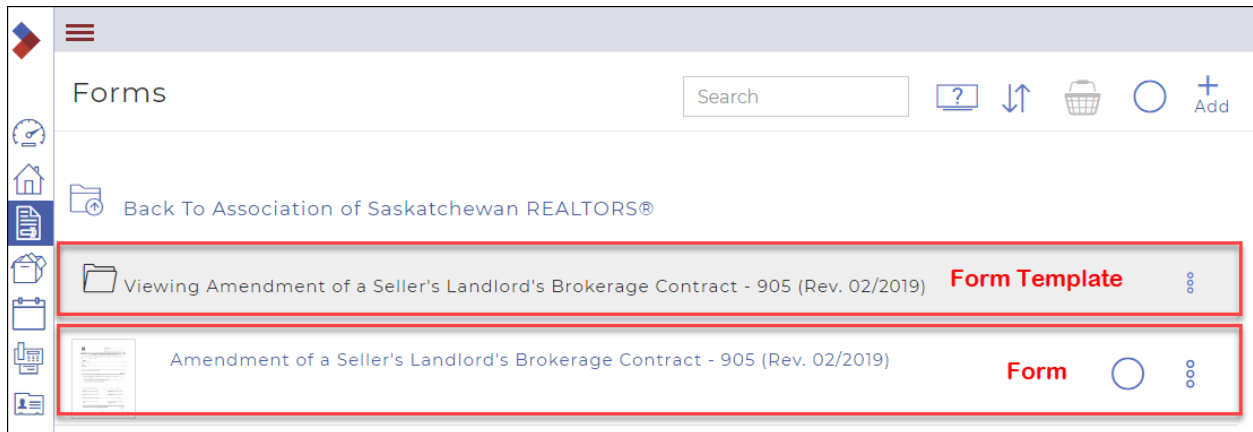 Forms
Search
?
Add
Back To Association of Saskatchewan REALTORS®
Viewing Amendment of a Seller's Landlord's Brokerage Contract - 905 (Rev. 02/2019)
Form Template
Amendment of a Seller's Landlord's Brokerage Contract - 905 (Rev. 02/2019)
Form